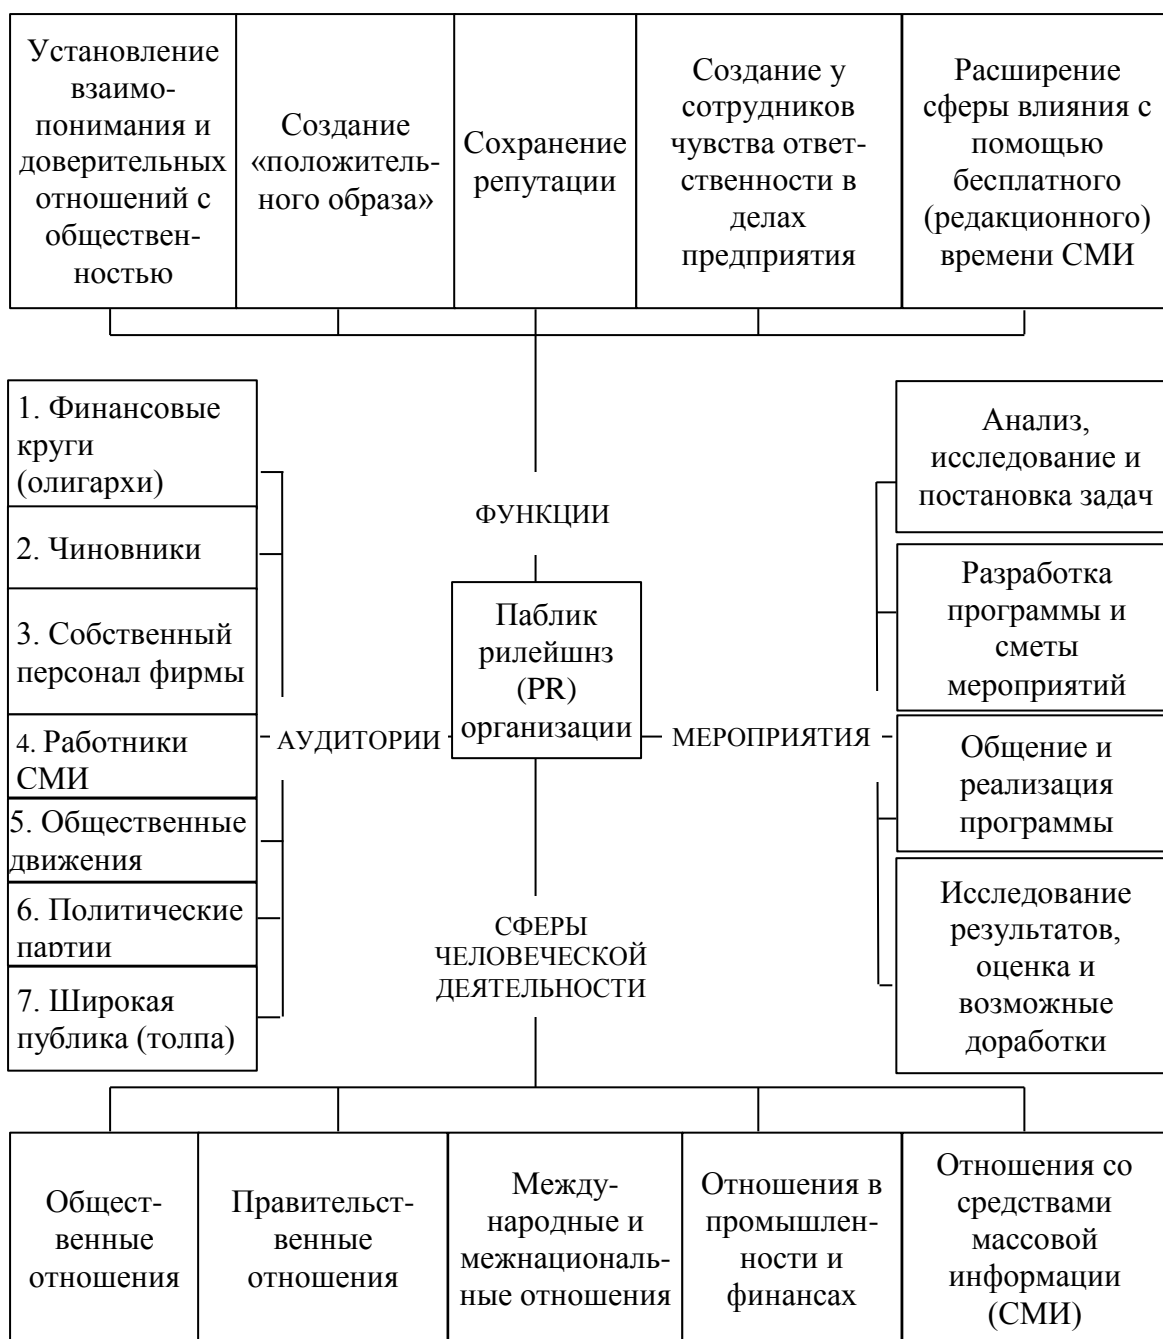 Установление
взаимо-
понимания и
доверительных
отношений с
обществен-
ностью
Создание
«положитель-
ного образа»
Сохранение
репутации
Создание у
сотрудников
чувства ответ-
ственности в
делах
предприятия
Расширение
сферы влияния с
помощью
бесплатного
(редакционного)
времени СМИ
ФУНКЦИИ
1. Финансовые
круги
(олигархи)
2. Чиновники
3. Собственный
персонал фирмы
4. Работники
СМИ
5. Общественные
движения
6. Политические
партии
7. Широкая
публика (толпа)
АУДИТОРИИ
Паблик
рилейшнз
(PR)
организации
МЕРОПРИЯТИЯ
Анализ,
исследование и
постановка задач
Разработка
программы и
сметы
мероприятий
Общение и
реализация
программы
Исследование
результатов,
оценка и
возможные
доработки
СФЕРЫ
ЧЕЛОВЕЧЕСКОЙ
ДЕЯТЕЛЬНОСТИ
Общест-
венные
отношения
Правительст-
венные
отношения
Между-
народные и
межнациональ-
ные отношения
Отношения в
промышлен-
ности и
финансах
Отношения со
средствами
массовой
информации
(СМИ)